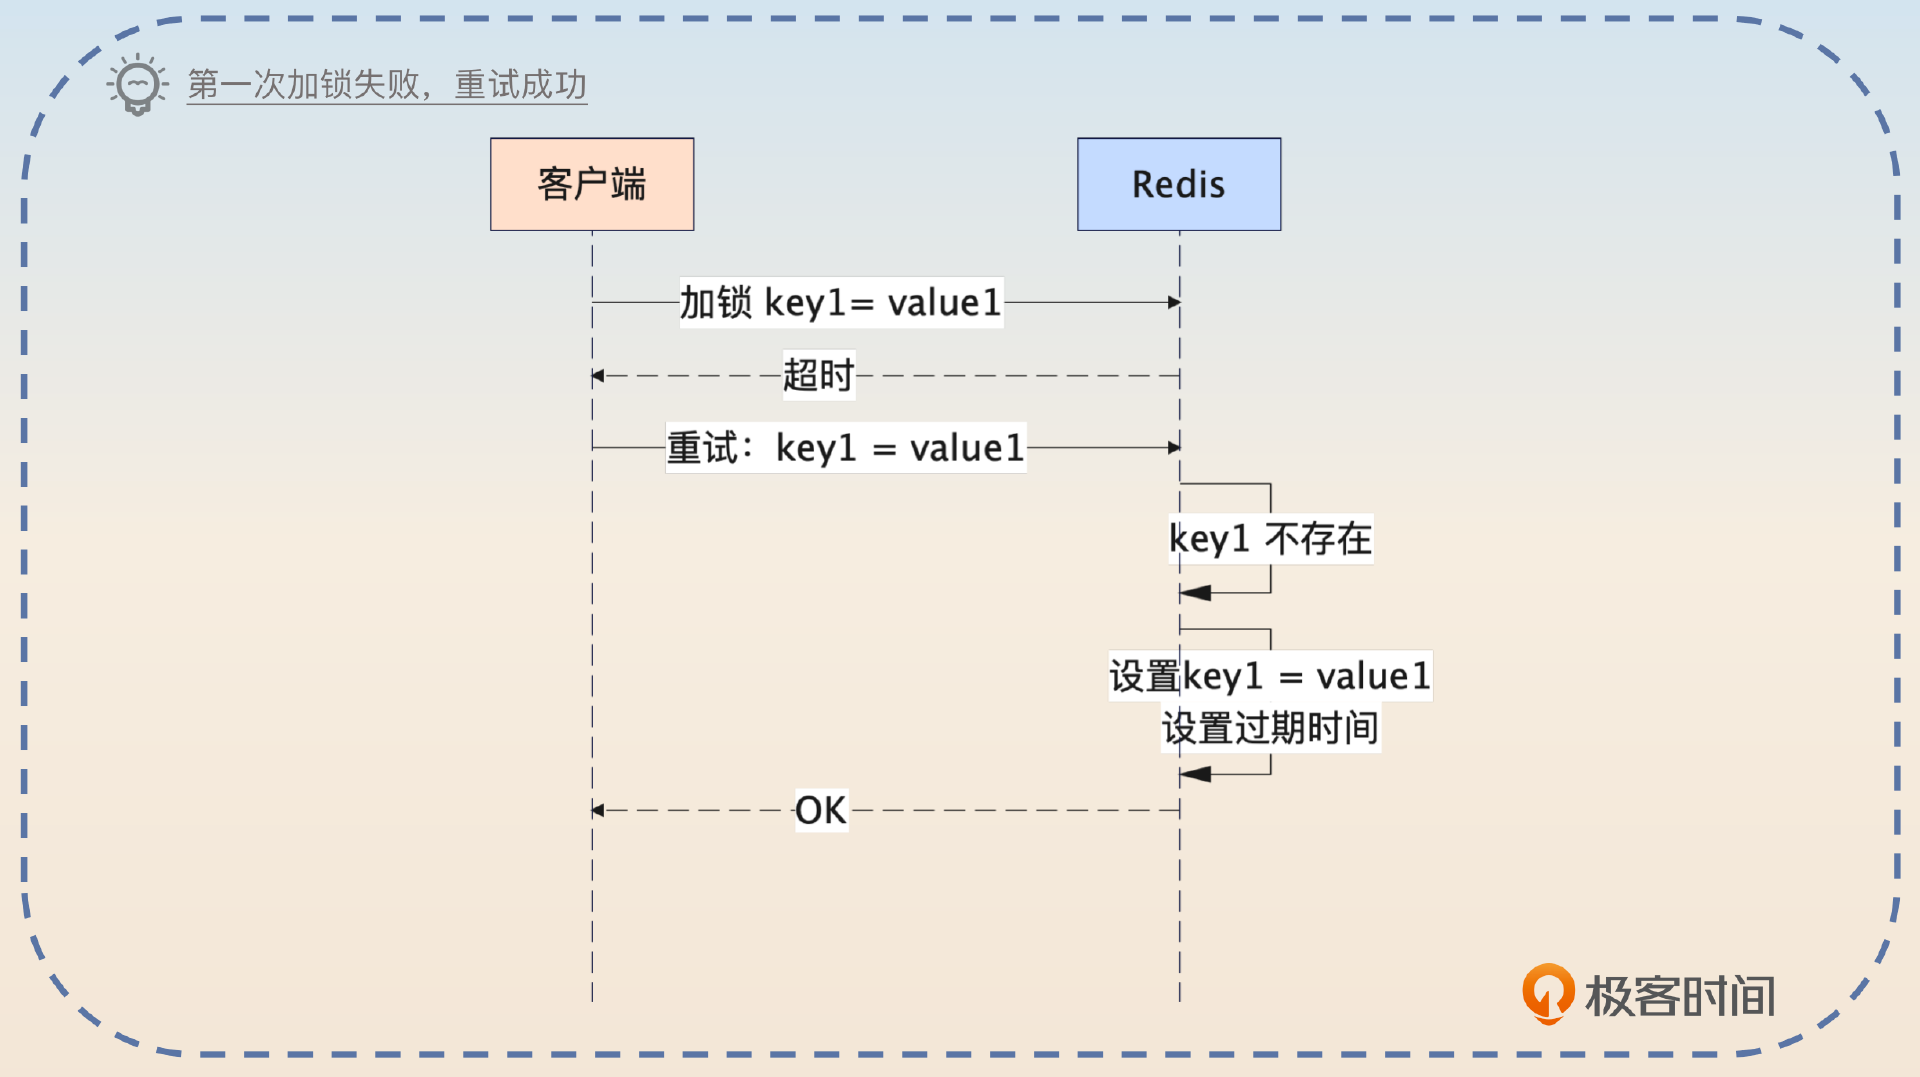 第一次加锁失败，重试成功
客户端
Redis
加锁 key1= value1
超时
重试：key1 = value1
key1 不存在
设置key1 = value1
设置过期时间
OK
极客时间